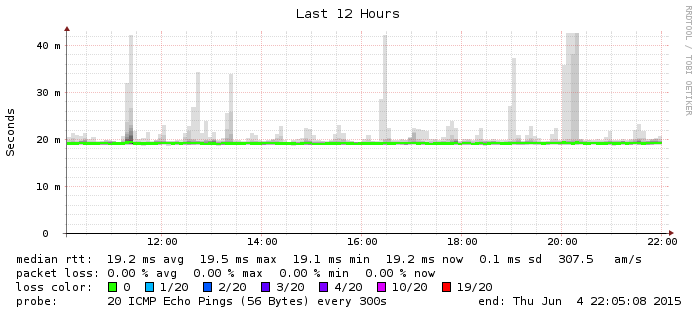 Last 12 Hours
RRDTOOL / TOBI OETIKER
Seconds
40 m
30 m
20 m
10 m
0
12:00 14:00 16:00 18:00 20:00 22:00
median rtt: 19.2 ms avg 19.5 ms max 19.1 ms min 19.2 ms now 0.1 ms sd 307.5 am/s
packet loss: 0.00 % avg 0.00 % max 0.00 % min 0.00 % now
loss color: 0 1/20 2/20 3/20 4/20 10/20 19/20
probe: 20 ICMP Echo Pings (56 Bytes) every 300s end: Thu Jun 4 22:05:08 2015